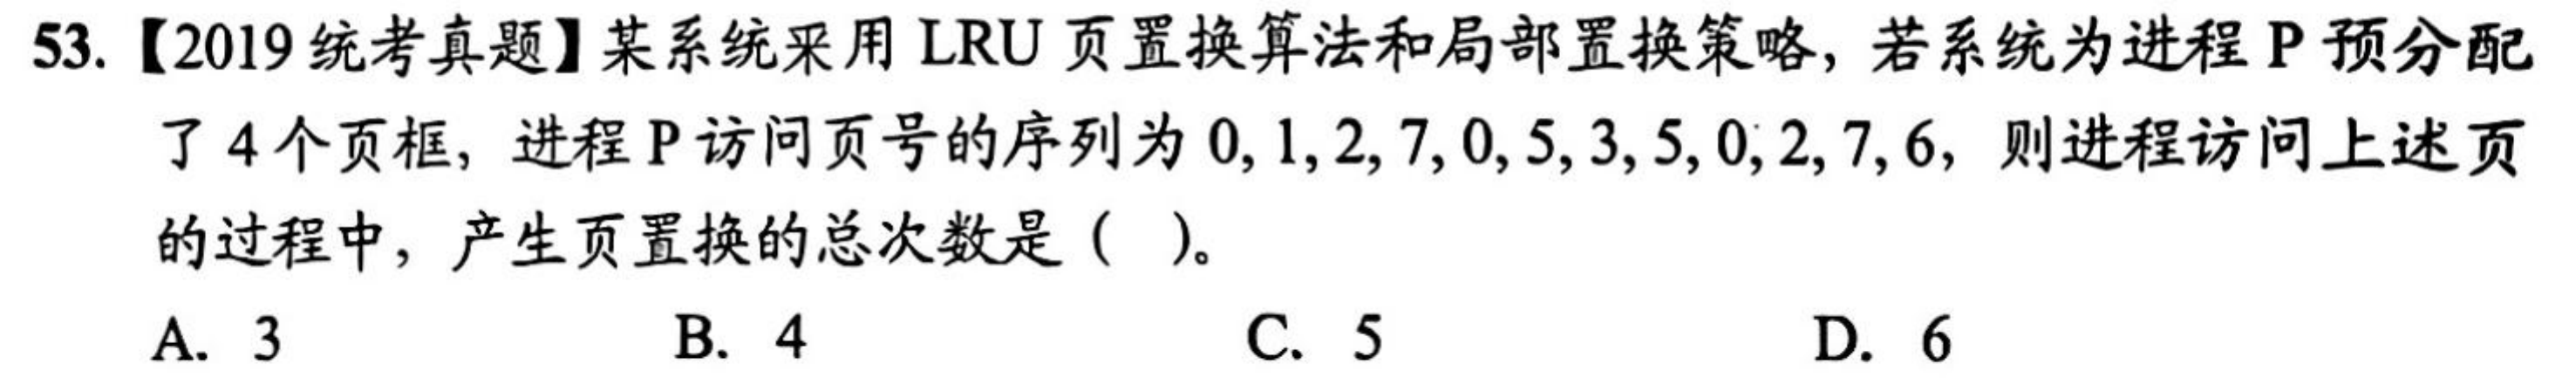 53.【2019 统考真题】某系统采用 LRU 页置换算法和局部置换策略，若系统为进程 P 预分配
了 4 个页框，进程 P 访问页号的序列为 0, 1, 2, 7, 0, 5, 3, 5, 0, 2, 7, 6，则进程访问上述页
的过程中，产生页置换的总次数是（ ）。
A. 3 B. 4 C. 5 D. 6